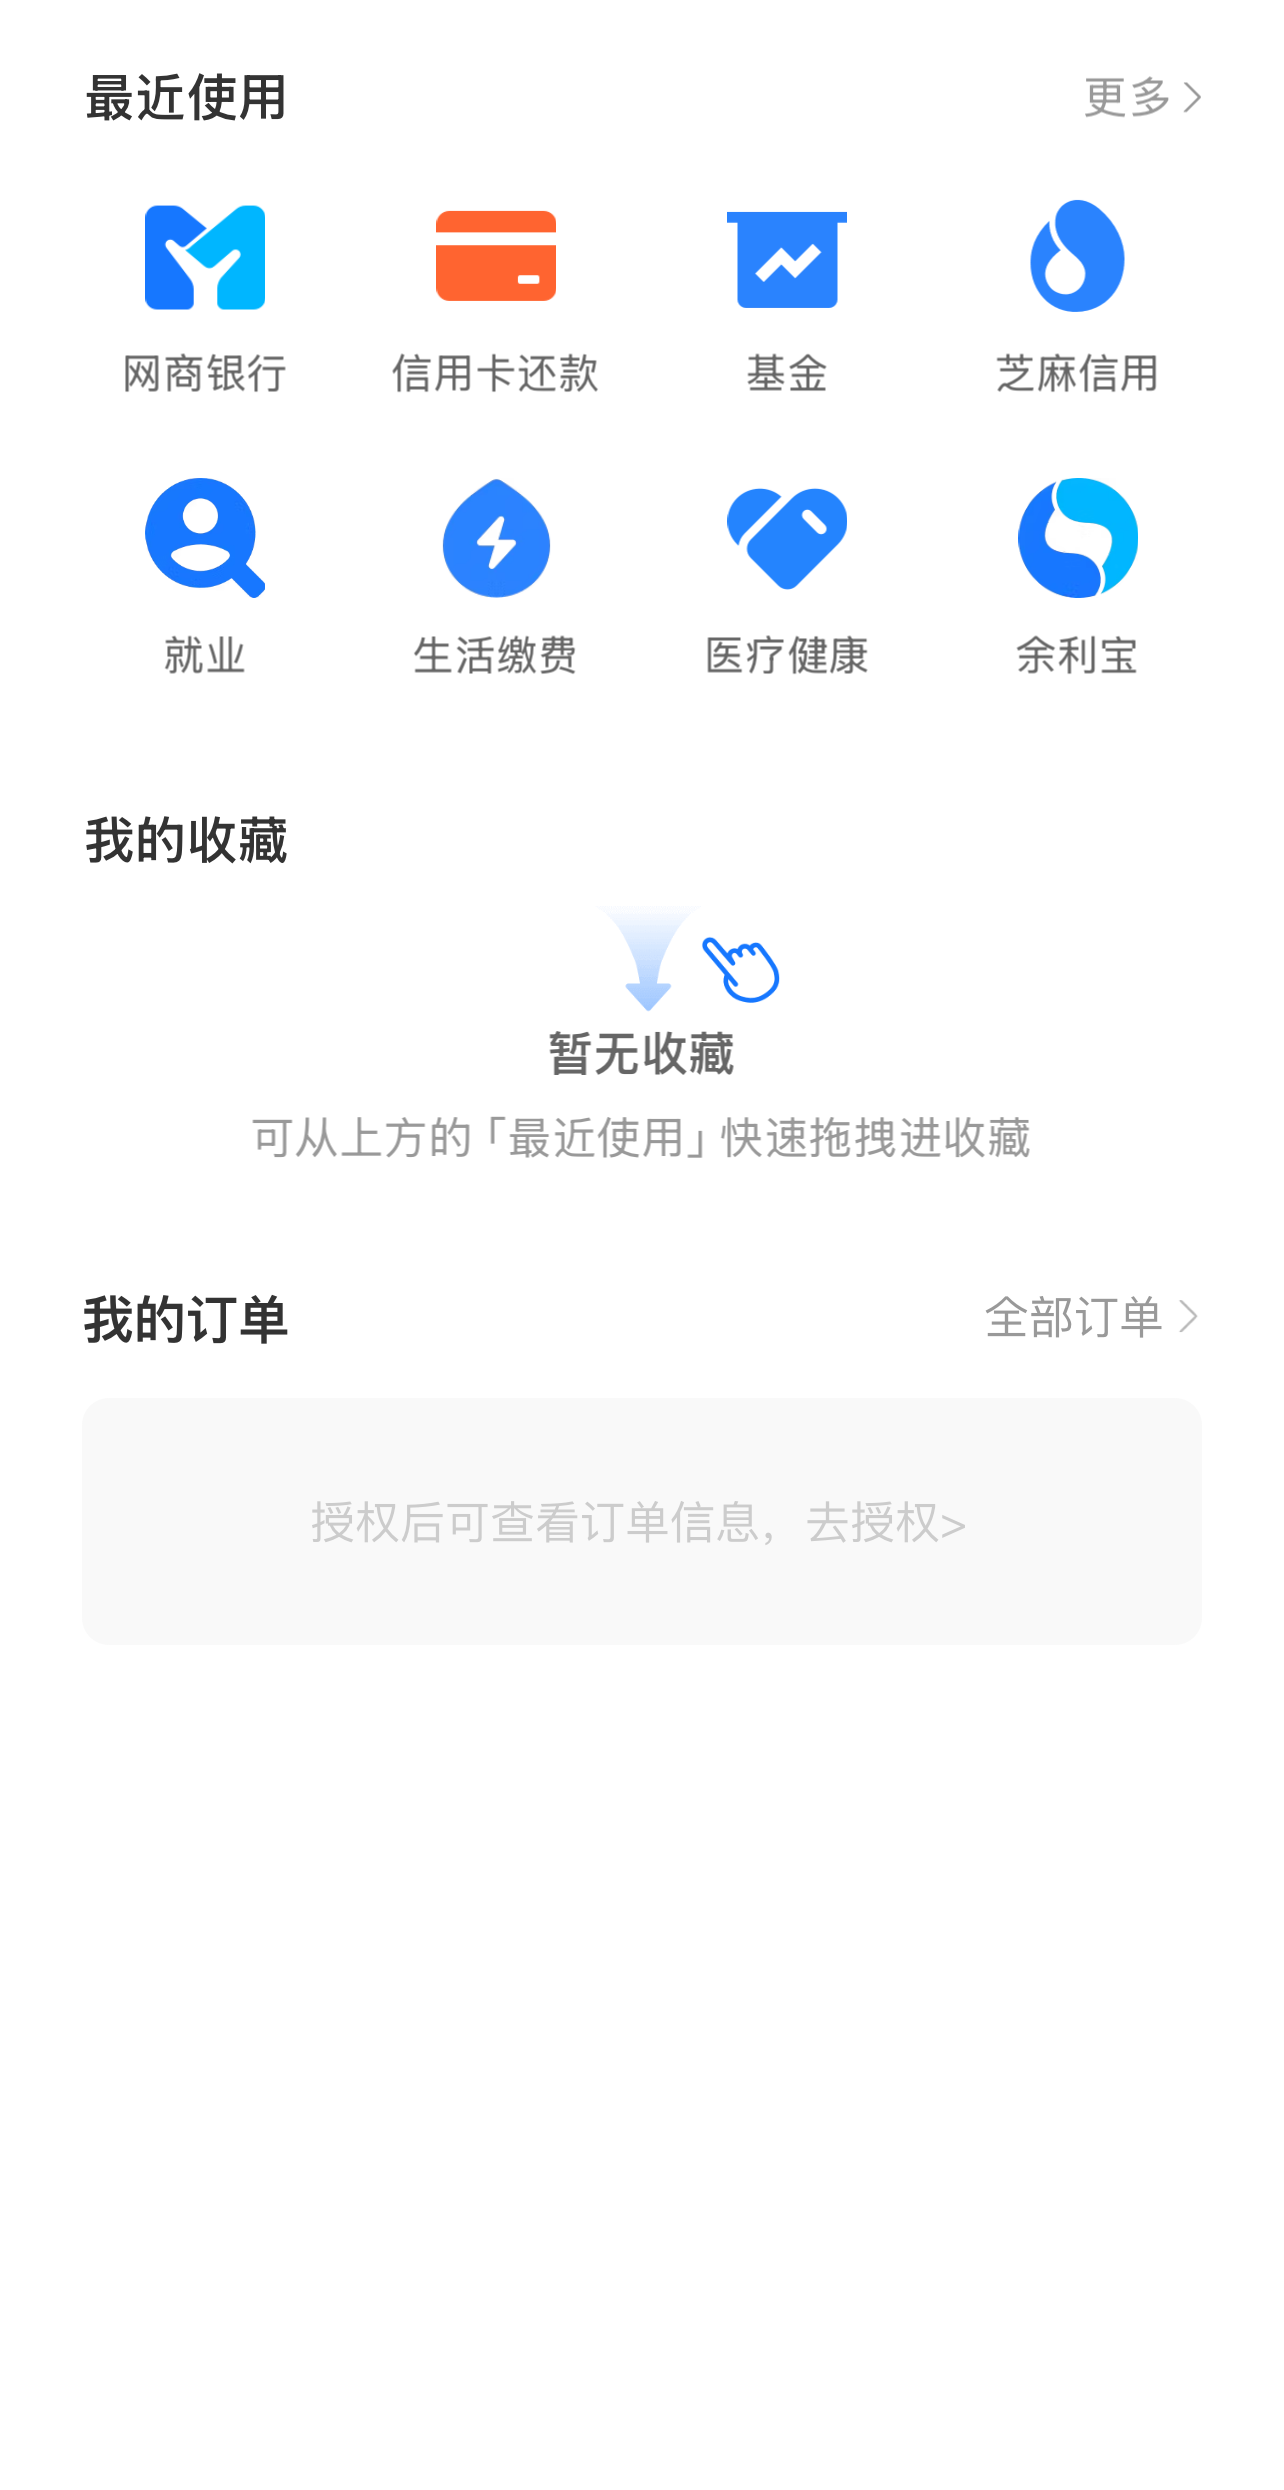 最近使用 更多
网商银行 信用卡还款 基金 芝麻信用
就业 生活缴费 医疗健康 余利宝
我的收藏
暂无收藏
可从上方的「最近使用」快速拖拽进收藏
我的订单 全部订单
授权后可查看订单信息，去授权>